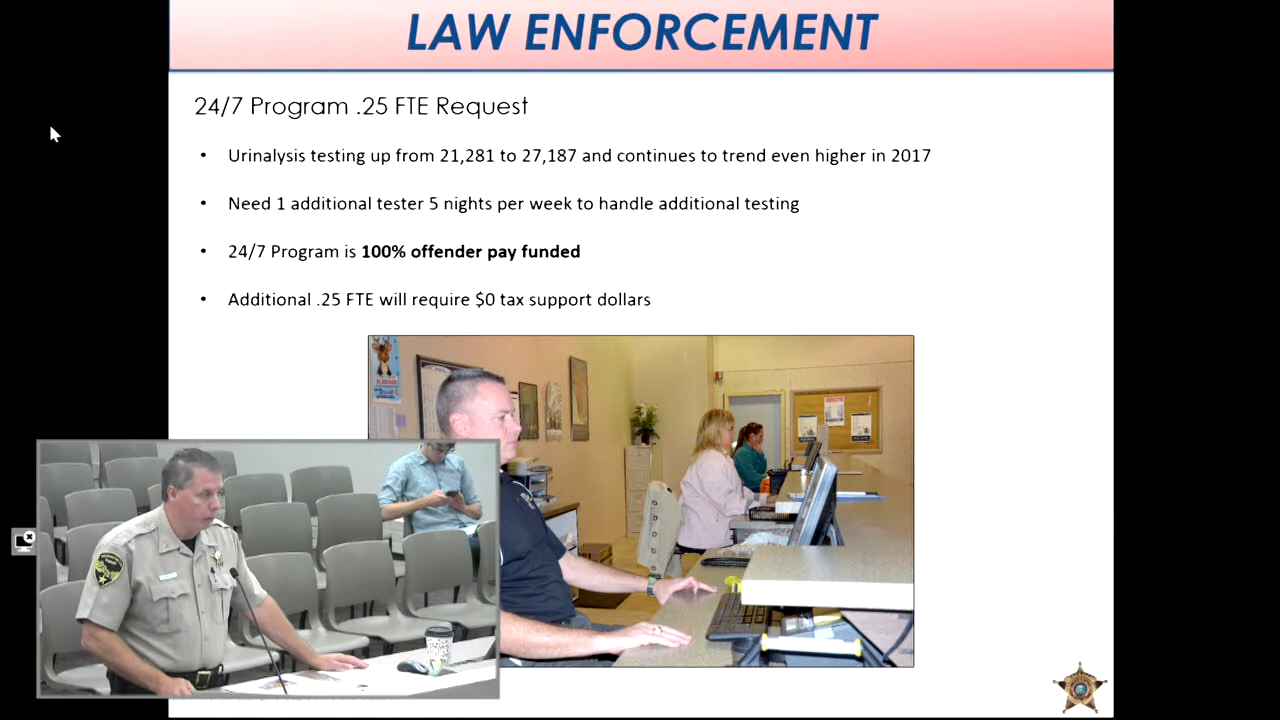 LAW ENFORCEMENT
24/7 Program .25 FTE Request
• Urinalysis testing up from 21,281 to 27,187 and continues to trend even higher in 2017
• Need 1 additional tester 5 nights per week to handle additional testing
• 24/7 Program is 100% offender pay funded
• Additional .25 FTE will require $0 tax support dollars